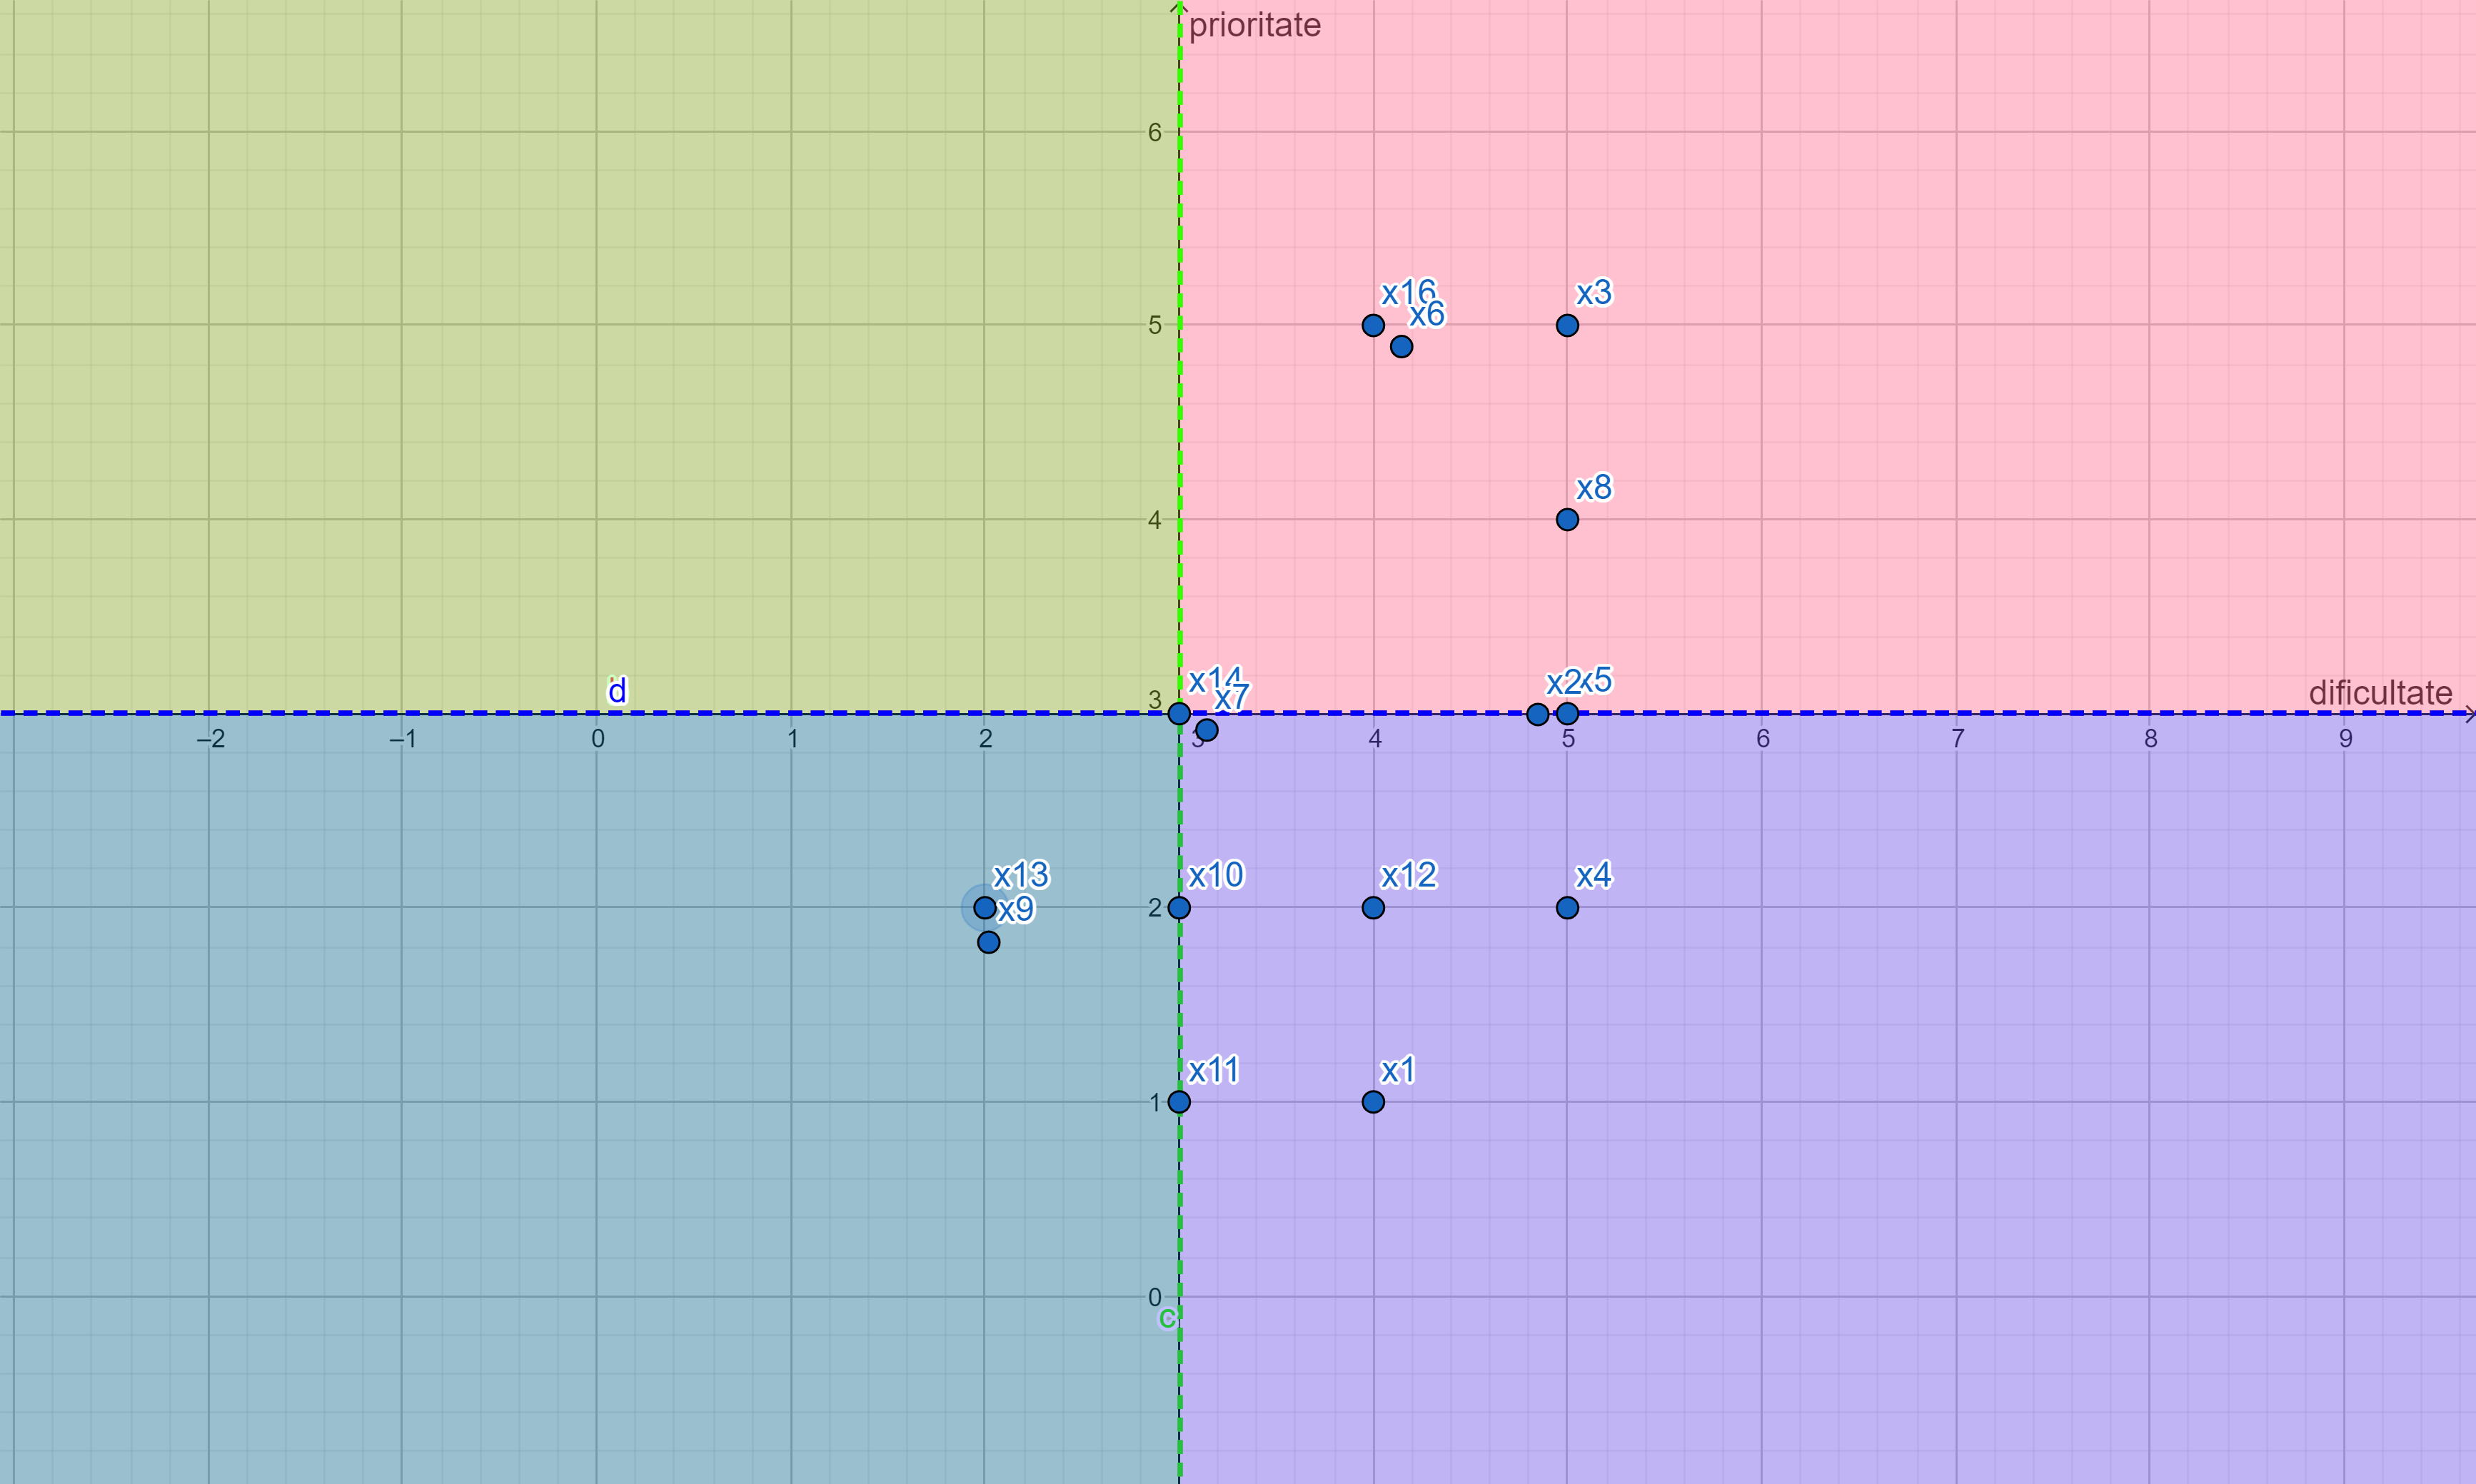 prioritate
6
x16
x3
x6
5
x8
4
d
x14
x7
x2
x5
3
dificultate
–2
–1
0
1
2
3
4
5
6
7
8
9
x13
x10
x12
x4
x9
2
x11
x1
1
0
c